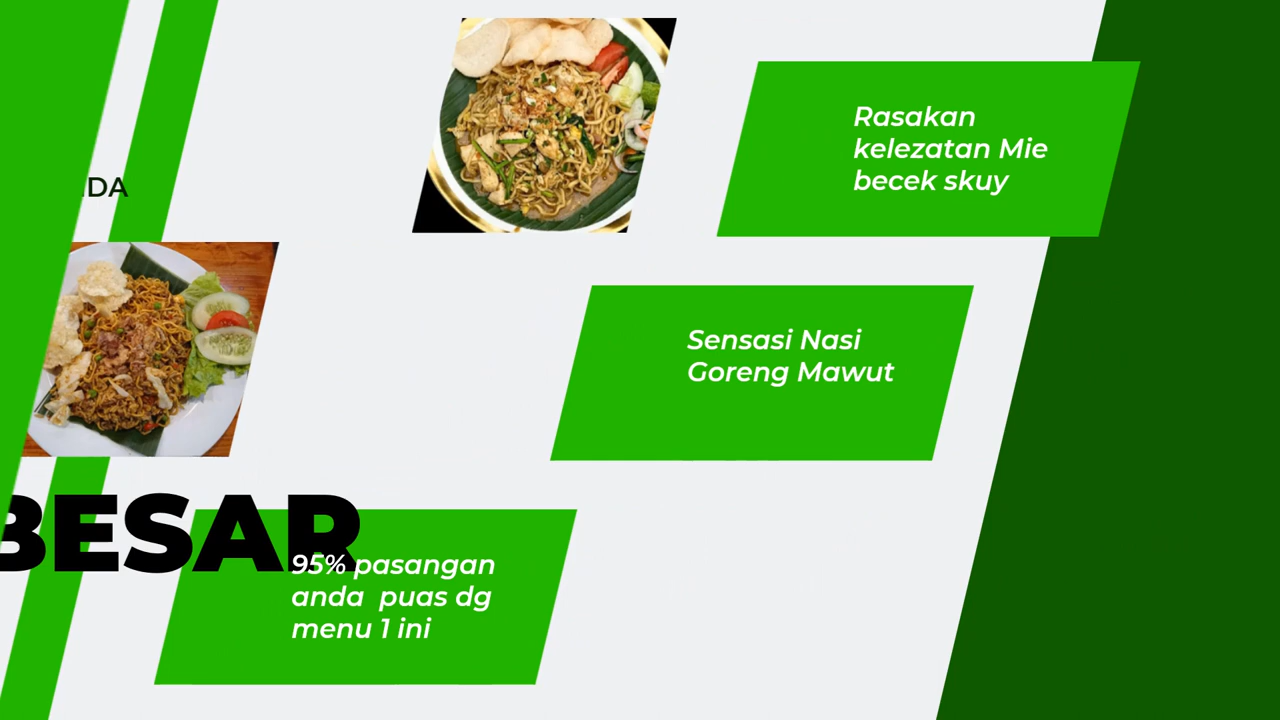 Rasakan
kelezatan Mie
becek skuy
Sensasi Nasi
Goreng Mawut
BESAR
95% pasangan
anda  puas dg
menu 1 ini